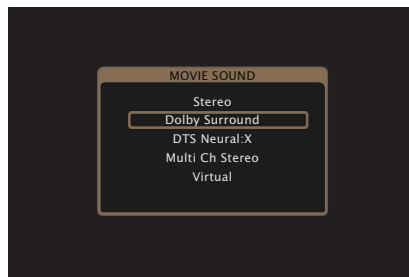 MOVIE SOUND
Stereo
Dolby Surround
DTS Neural:X
Multi Ch Stereo
Virtual